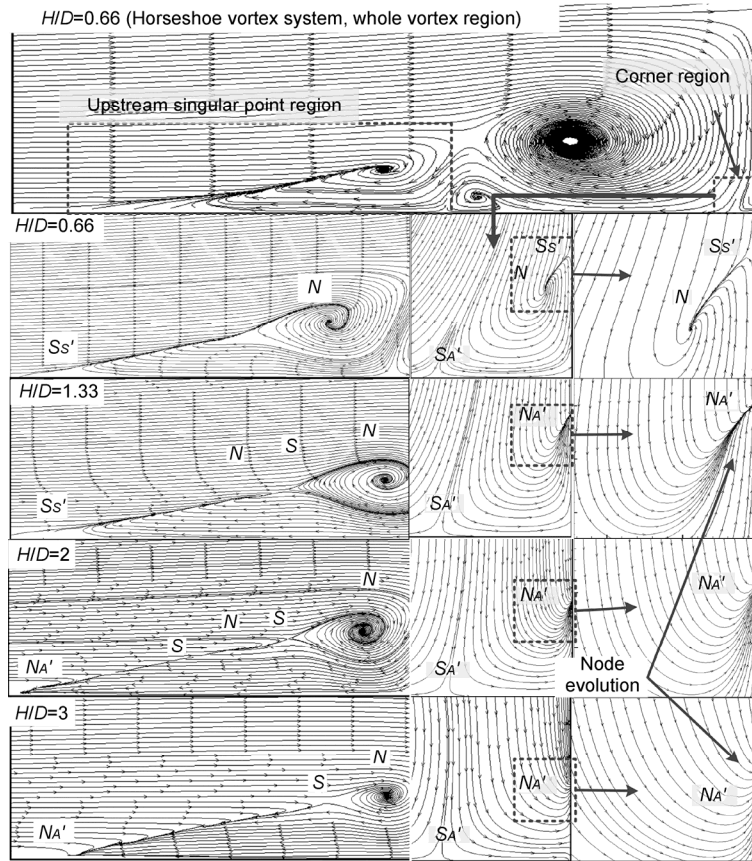 H/D=0.66 (Horseshoe vortex system, whole vortex region)
Corner region
Upstream singular point region
H/D=0.66
SS'
SS'
N
N
N
SS'
SA'
H/D=1.33
NA'
NA'
N
S
N
SS'
SA'
H/D=2
N
NA'
NA'
N
S
S
NA'
SA'
Node
evolution
H/D=3
N
S
NA'
NA'
NA'
SA'